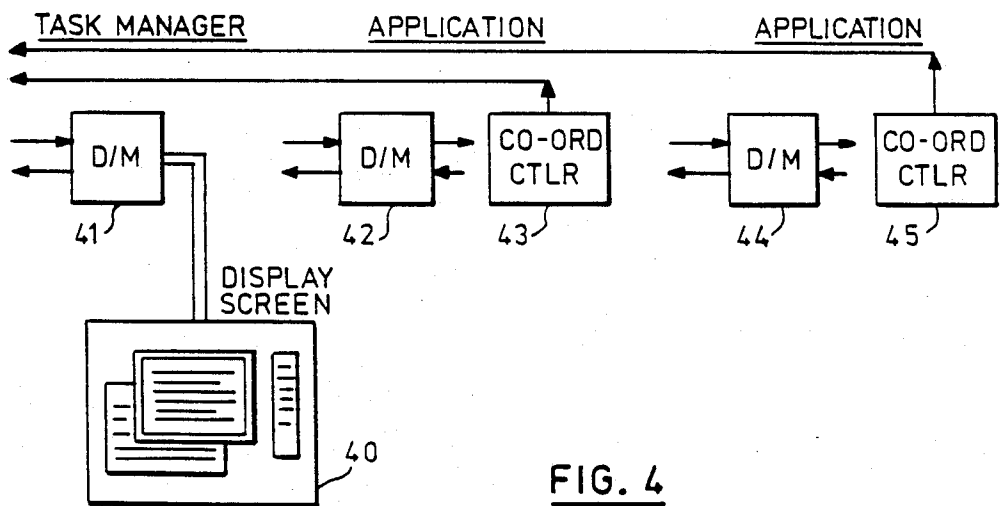 TASK MANAGER
APPLICATION
APPLICATION
D/M
D/M
CO-ORD
CTLR
D/M
CO-ORD
CTLR
41
42
43
44
45
DISPLAY
SCREEN
40
FIG. 4